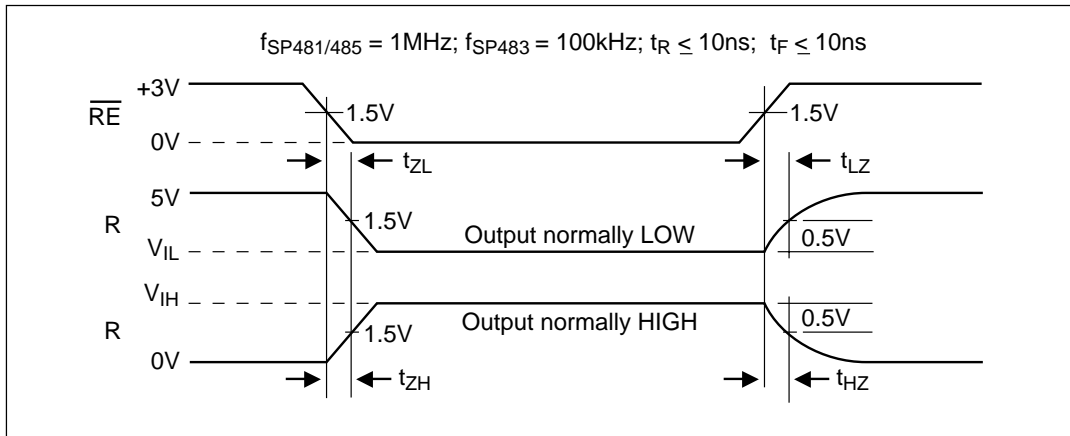 fSP481/485 = 1MHz; fSP483 = 100kHz; tR ≤ 10ns; tF ≤ 10ns
+3V
RE
1.5V
1.5V
0V
tZL
tLZ
5V
R
1.5V
Output normally LOW
0.5V
VIL
VIH
Output normally HIGH
0.5V
R
1.5V
0V
tZH
tHZ